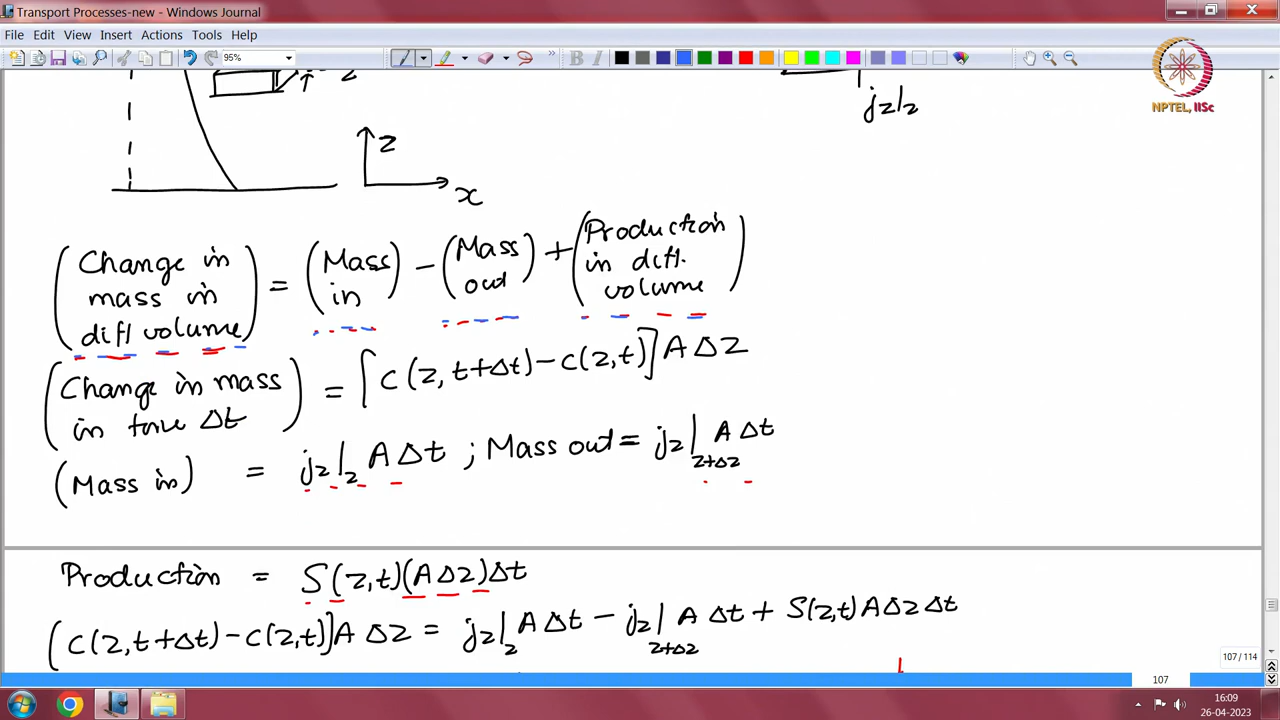 Transport Processes-new - Windows Journal
File Edit View Insert Actions Tools Help
95%
NPTEL, IISc
z
jz|z
z
x
(Change in mass in diffl volume) = (Mass in) - (Mass out) + (Production in diffl. volume)
(Change in mass in time Δt) = [C(z, t+Δt) - C(z,t)] A Δz
(Mass in) = jz|z A Δt ; Mass out = jz|z+Δz A Δt
Production = S(z,t)(A Δz)Δt
[C(z,t+Δt) - C(z,t)] A Δz = jz|z A Δt - jz|z+Δz A Δt + S(z,t) A Δz Δt
107 / 114
107
16:09
26-04-2023